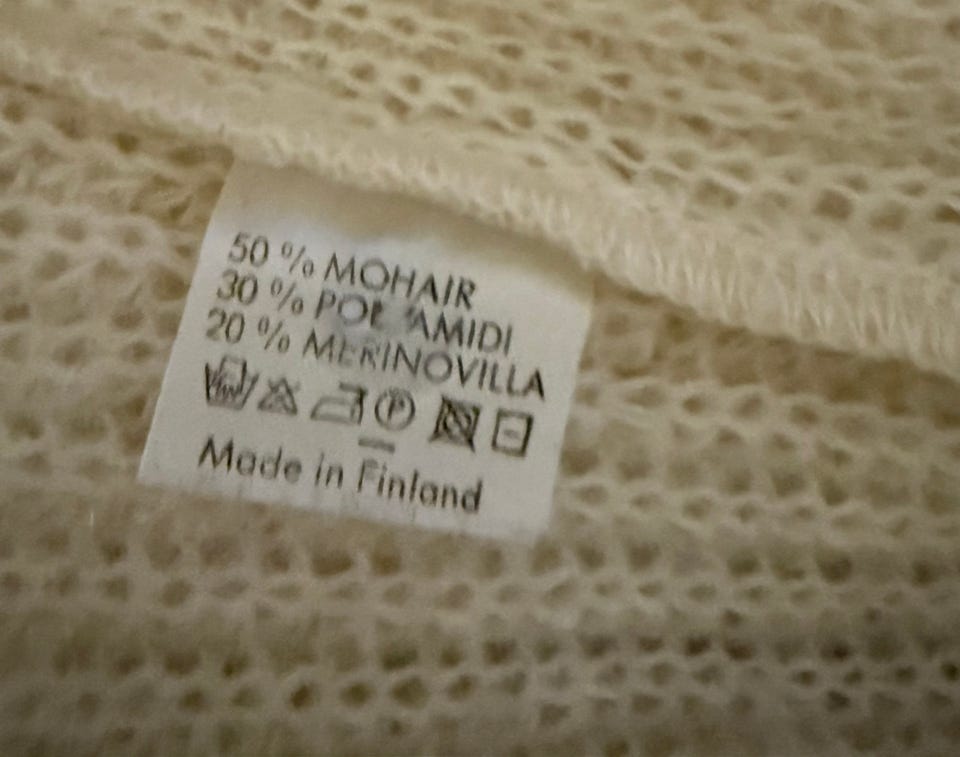 50 % MOHAIR
30 %
20 % MERINOVILLA
P
Made in Finland